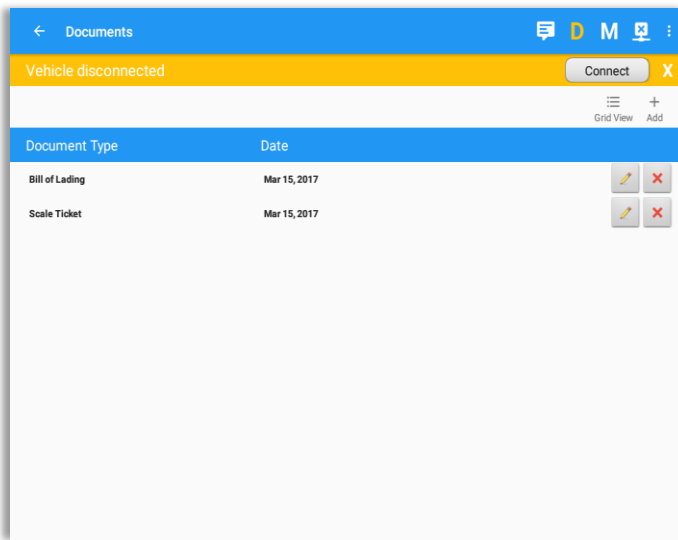 Documents D M
Vehicle disconnected Connect X
Grid View Add
Document Type Date
Bill of Lading Mar 15, 2017
Scale Ticket Mar 15, 2017